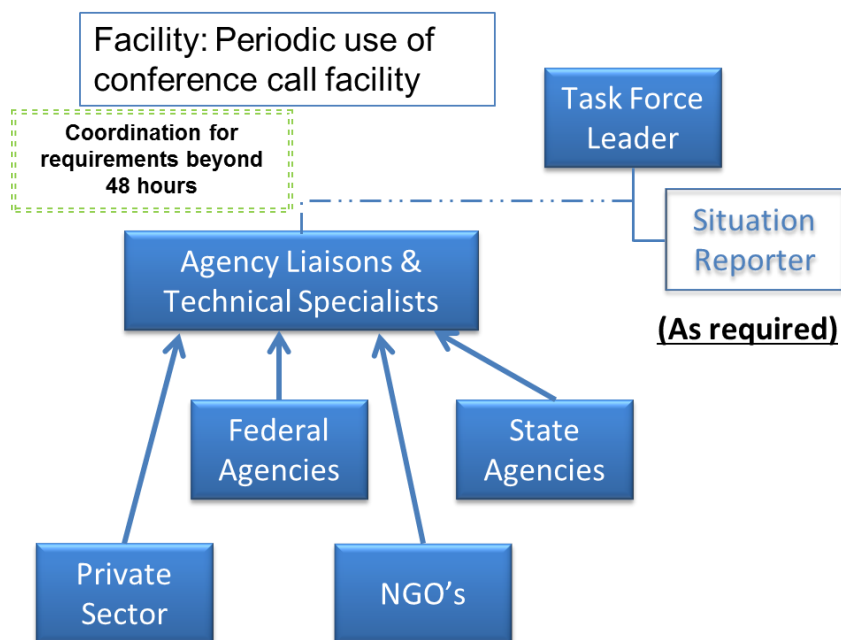 Facility: Periodic use of
conference call facility
Coordination for
requirements beyond
48 hours
Task Force
Leader
Situation
Reporter
(As required)
Agency Liaisons &
Technical Specialists
Federal
Agencies
State
Agencies
Private
Sector
NGO's